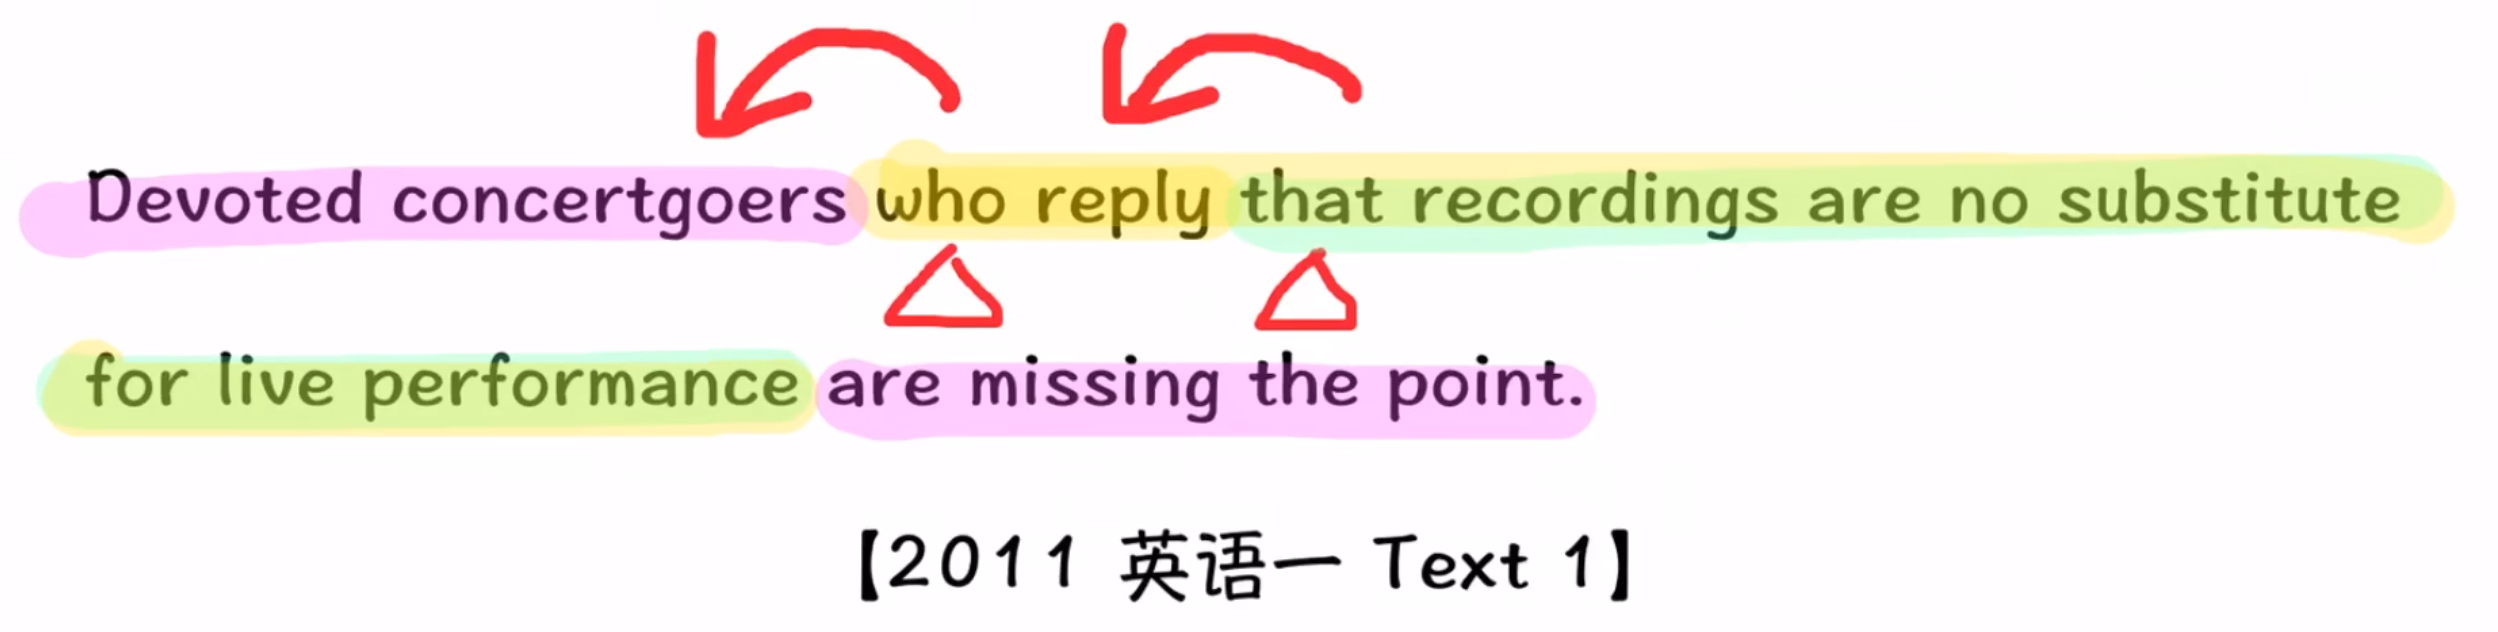 Devoted concertgoers who reply that recordings are no substitute
for live performance are missing the point.
【2011 英语一 Text 1】